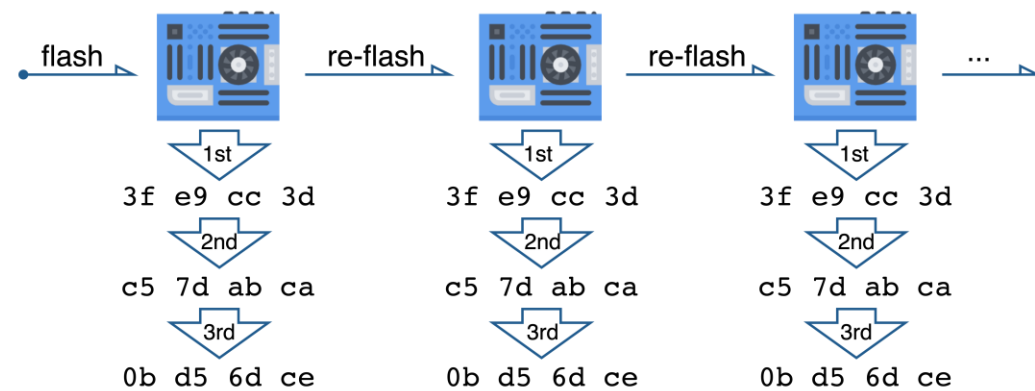 flash re-flash re-flash ...
1st 1st 1st
3f e9 cc 3d 3f e9 cc 3d 3f e9 cc 3d
2nd 2nd 2nd
c5 7d ab ca c5 7d ab ca c5 7d ab ca
3rd 3rd 3rd
0b d5 6d ce 0b d5 6d ce 0b d5 6d ce